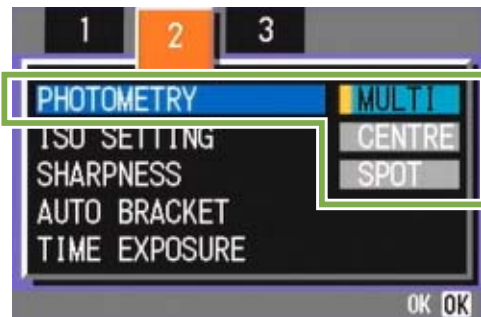 1 2 3
PHOTOMETRY MULTI
ISO SETTING CENTRE
SHARPNESS SPOT
AUTO BRACKET
TIME EXPOSURE
OK OK